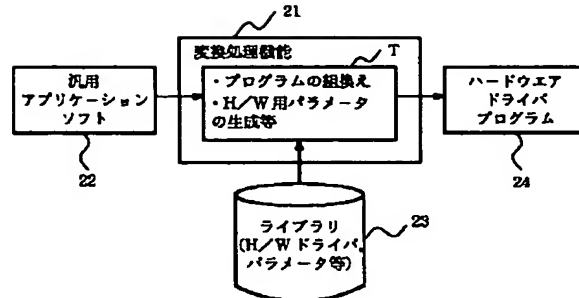 21
変換処理機能
T
汎用
アプリケーション
ソフト
・プログラムの組換え
・H/W用パラメータ
の生成等
ハードウエア
ドライバ
プログラム
22
24
ライブラリ
(H/Wドライバ,
パラメータ等)
23